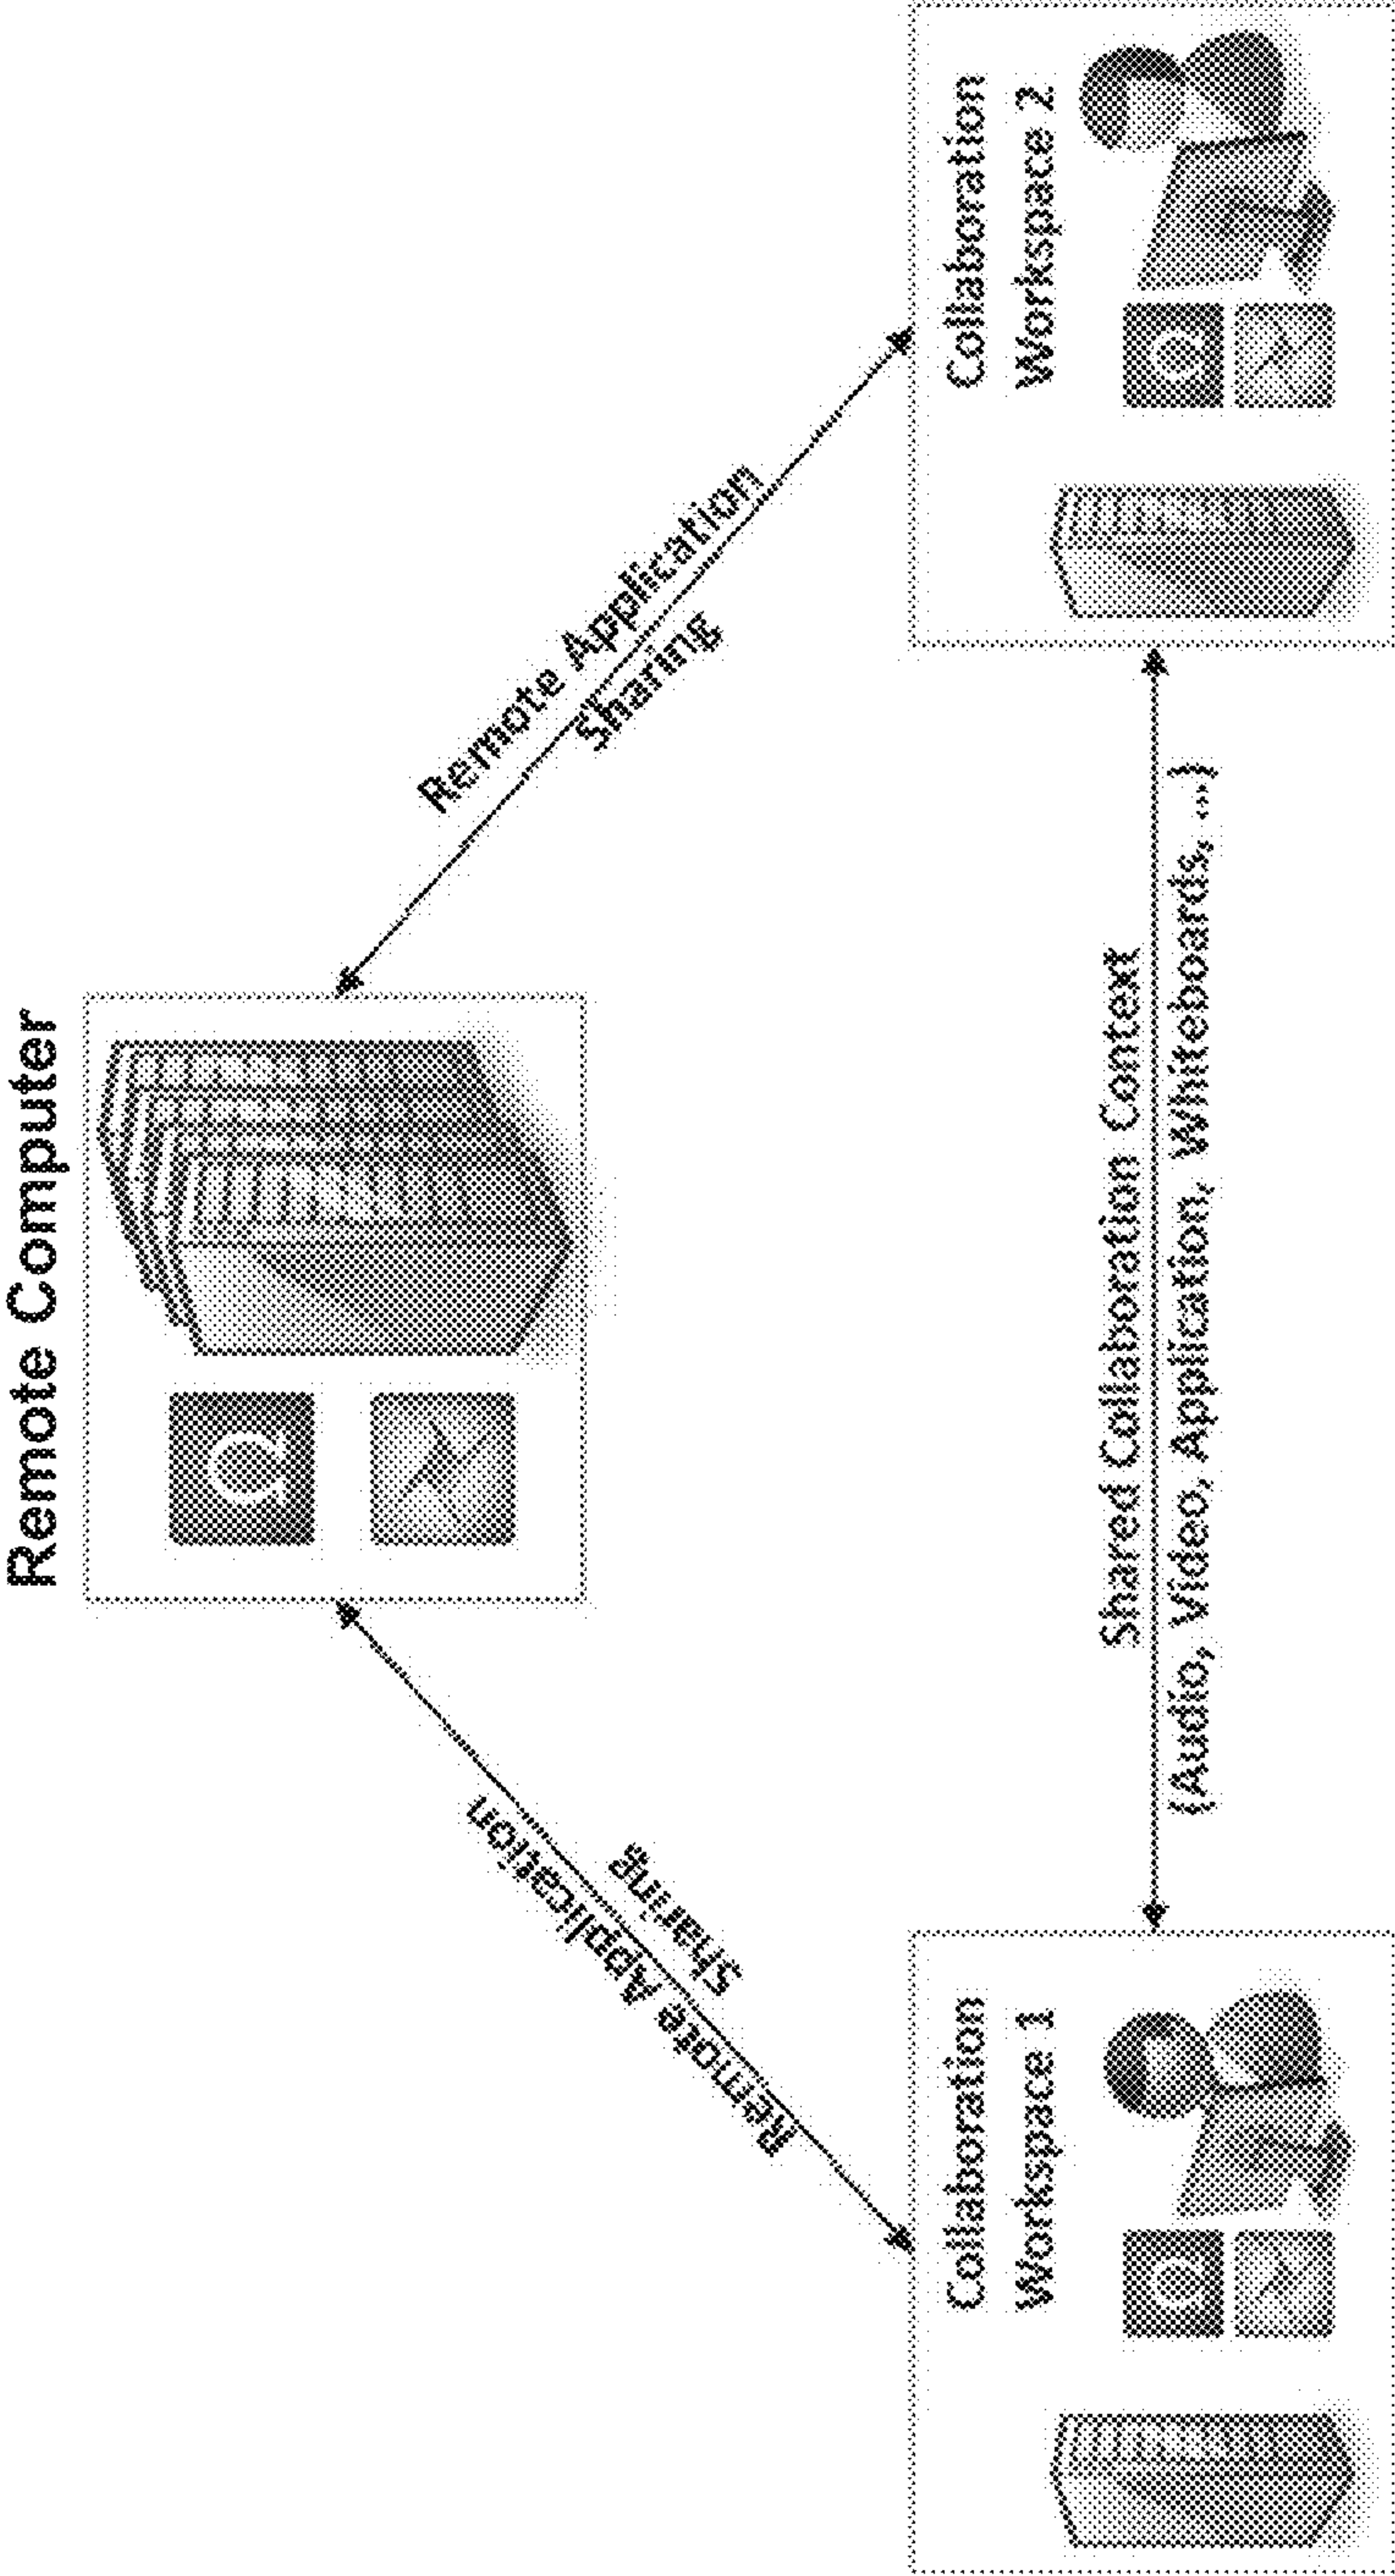 Remote Computer
Remote Application
Sharing
Remote Application
Sharing
Shared Collaboration Context
(Audio, Video, Application, Whiteboards, ...)
Collaboration
Workspace 1
Collaboration
Workspace 2